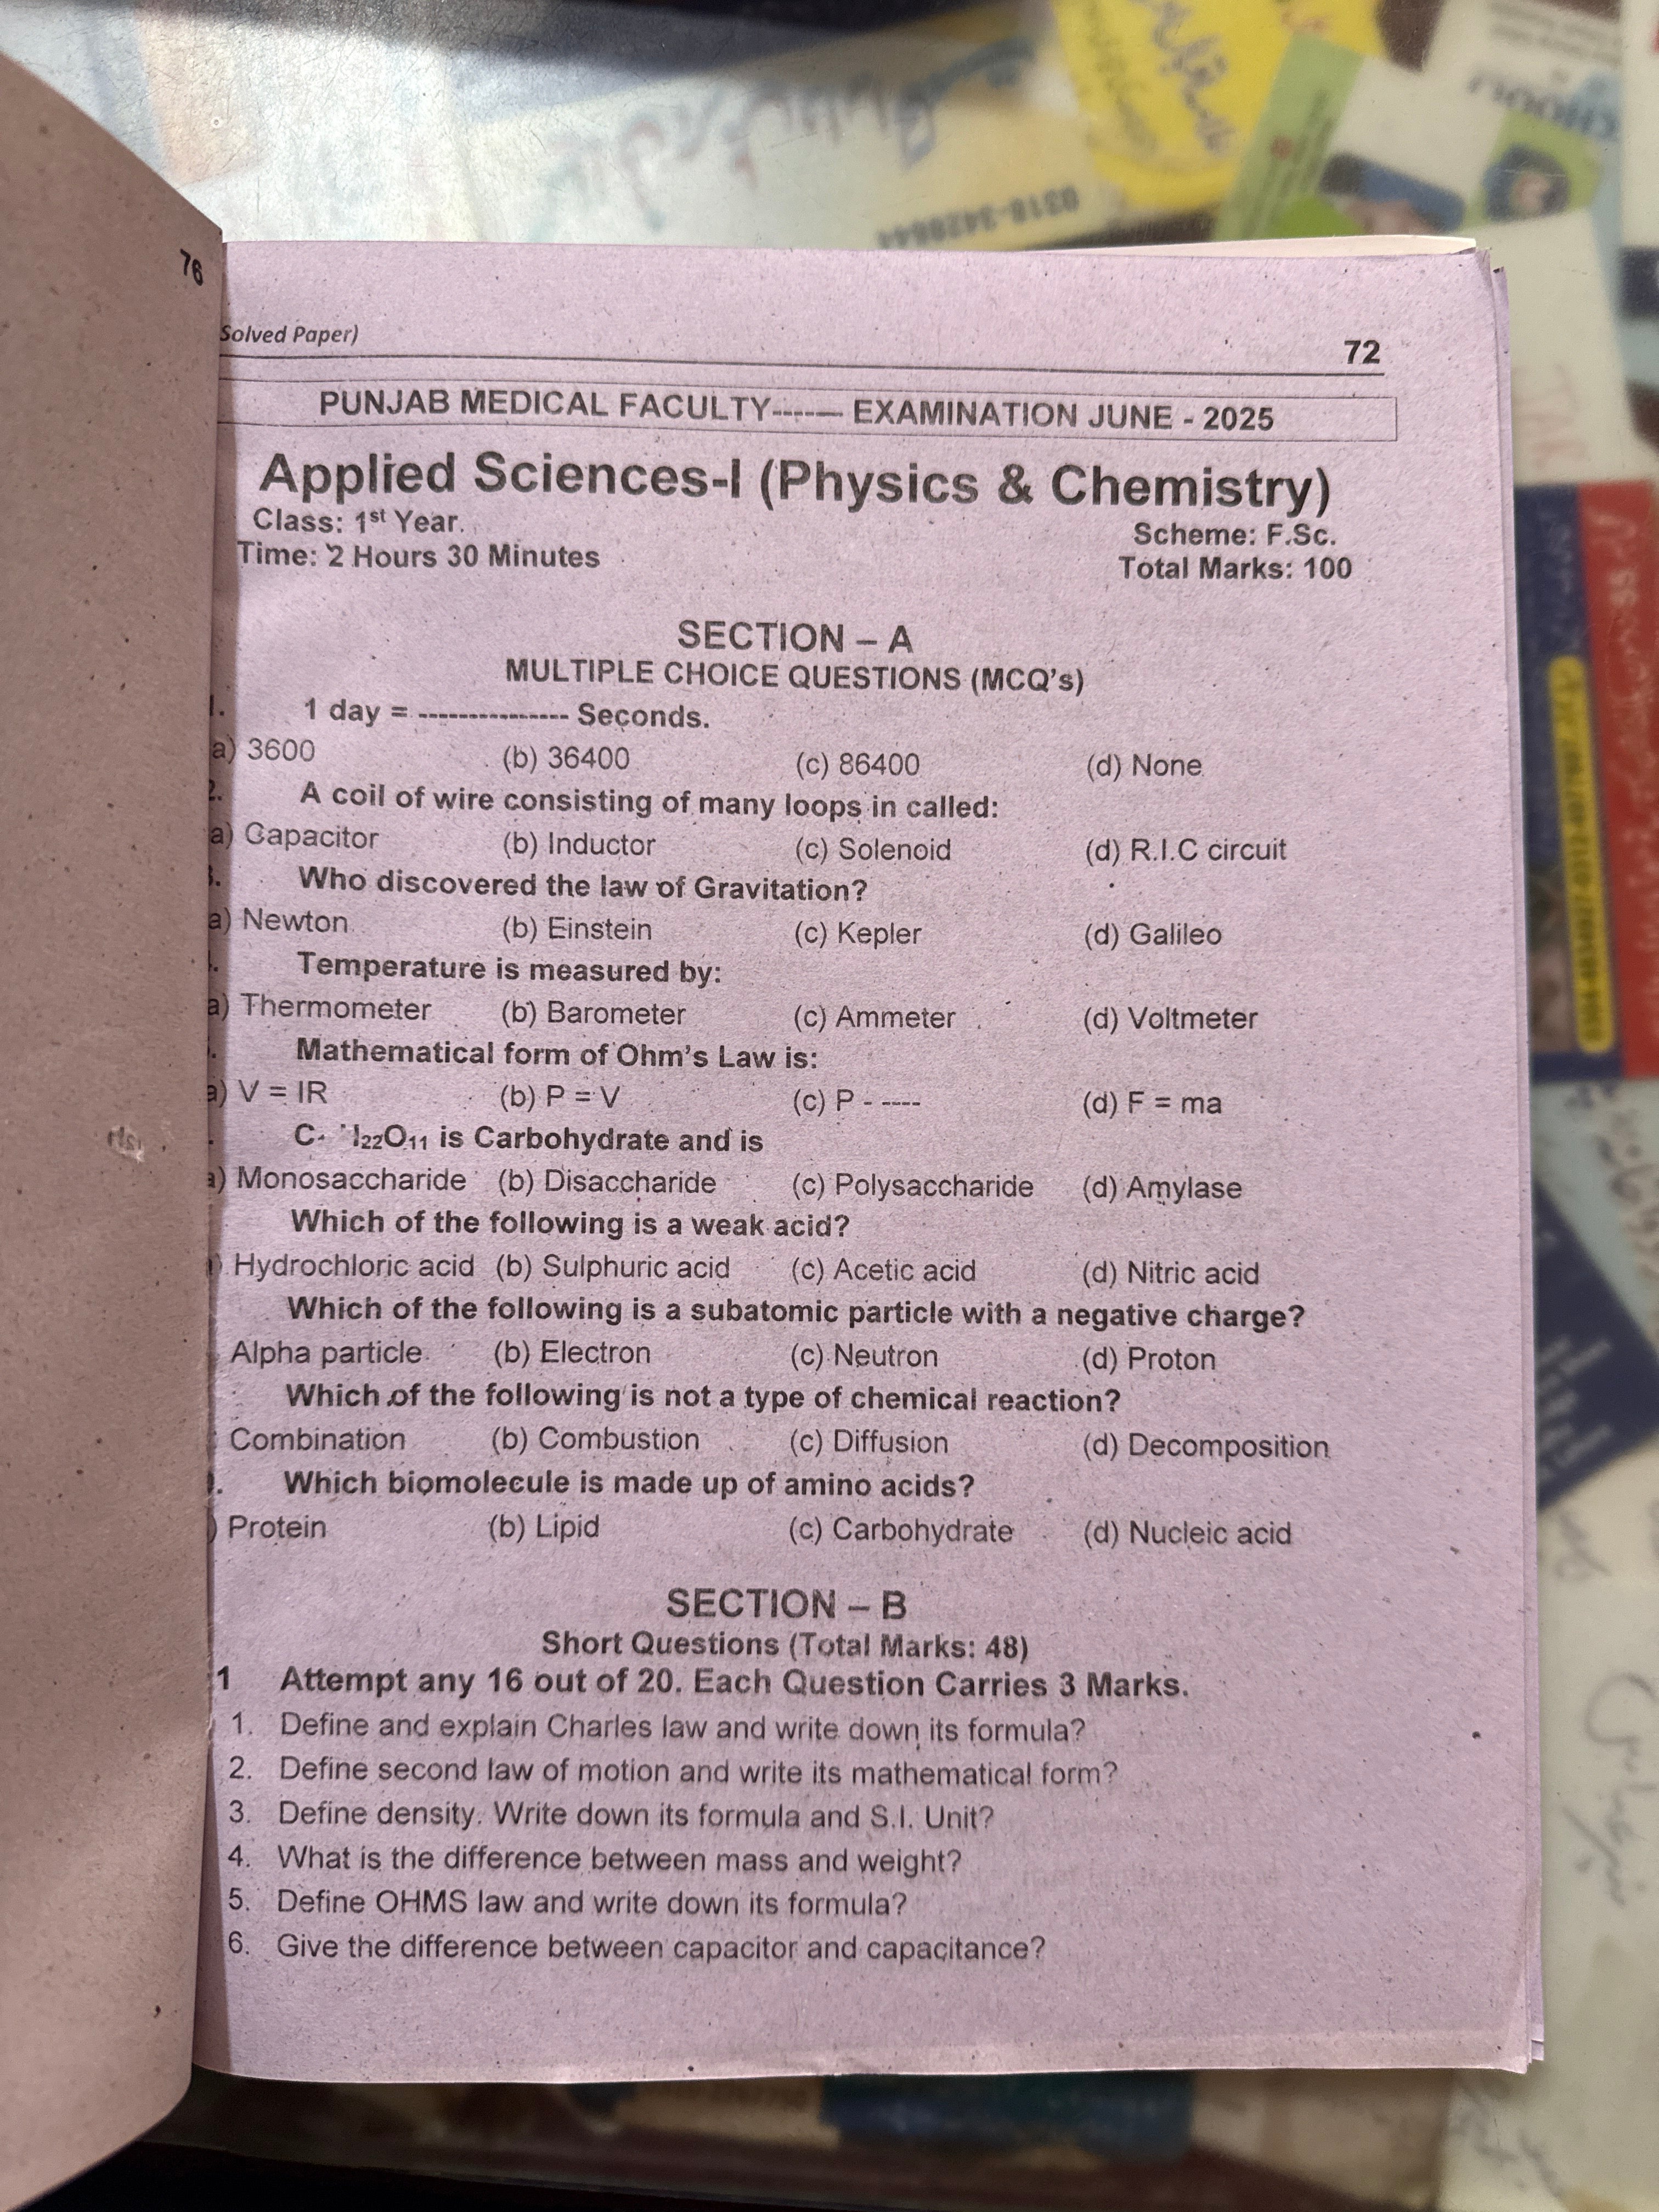 76
Solved Paper)
72
PUNJAB MEDICAL FACULTY------- EXAMINATION JUNE - 2025
Applied Sciences-I (Physics & Chemistry)
Class: 1st Year.
Scheme: F.Sc.
Time: 2 Hours 30 Minutes
Total Marks: 100
SECTION – A
MULTIPLE CHOICE QUESTIONS (MCQ's)
1. 1 day = --------------- Seconds.
a) 3600 (b) 36400 (c) 86400 (d) None
2. A coil of wire consisting of many loops in called:
a) Capacitor (b) Inductor (c) Solenoid (d) R.I.C circuit
3. Who discovered the law of Gravitation?
a) Newton (b) Einstein (c) Kepler (d) Galileo
Temperature is measured by:
a) Thermometer (b) Barometer (c) Ammeter (d) Voltmeter
Mathematical form of Ohm's Law is:
a) V = IR (b) P = V (c) P - ---- (d) F = ma
is Carbohydrate and is
a) Monosaccharide (b) Disaccharide (c) Polysaccharide (d) Amylase
Which of the following is a weak acid?
) Hydrochloric acid (b) Sulphuric acid (c) Acetic acid (d) Nitric acid
Which of the following is a subatomic particle with a negative charge?
Alpha particle (b) Electron (c) Neutron (d) Proton
Which of the following is not a type of chemical reaction?
Combination (b) Combustion (c) Diffusion (d) Decomposition
Which biomolecule is made up of amino acids?
) Protein (b) Lipid (c) Carbohydrate (d) Nucleic acid
SECTION – B
Short Questions (Total Marks: 48)
1 Attempt any 16 out of 20. Each Question Carries 3 Marks.
1. Define and explain Charles law and write down its formula?
2. Define second law of motion and write its mathematical form?
3. Define density. Write down its formula and S.I. Unit?
4. What is the difference between mass and weight?
5. Define OHMS law and write down its formula?
6. Give the difference between capacitor and capacitance?